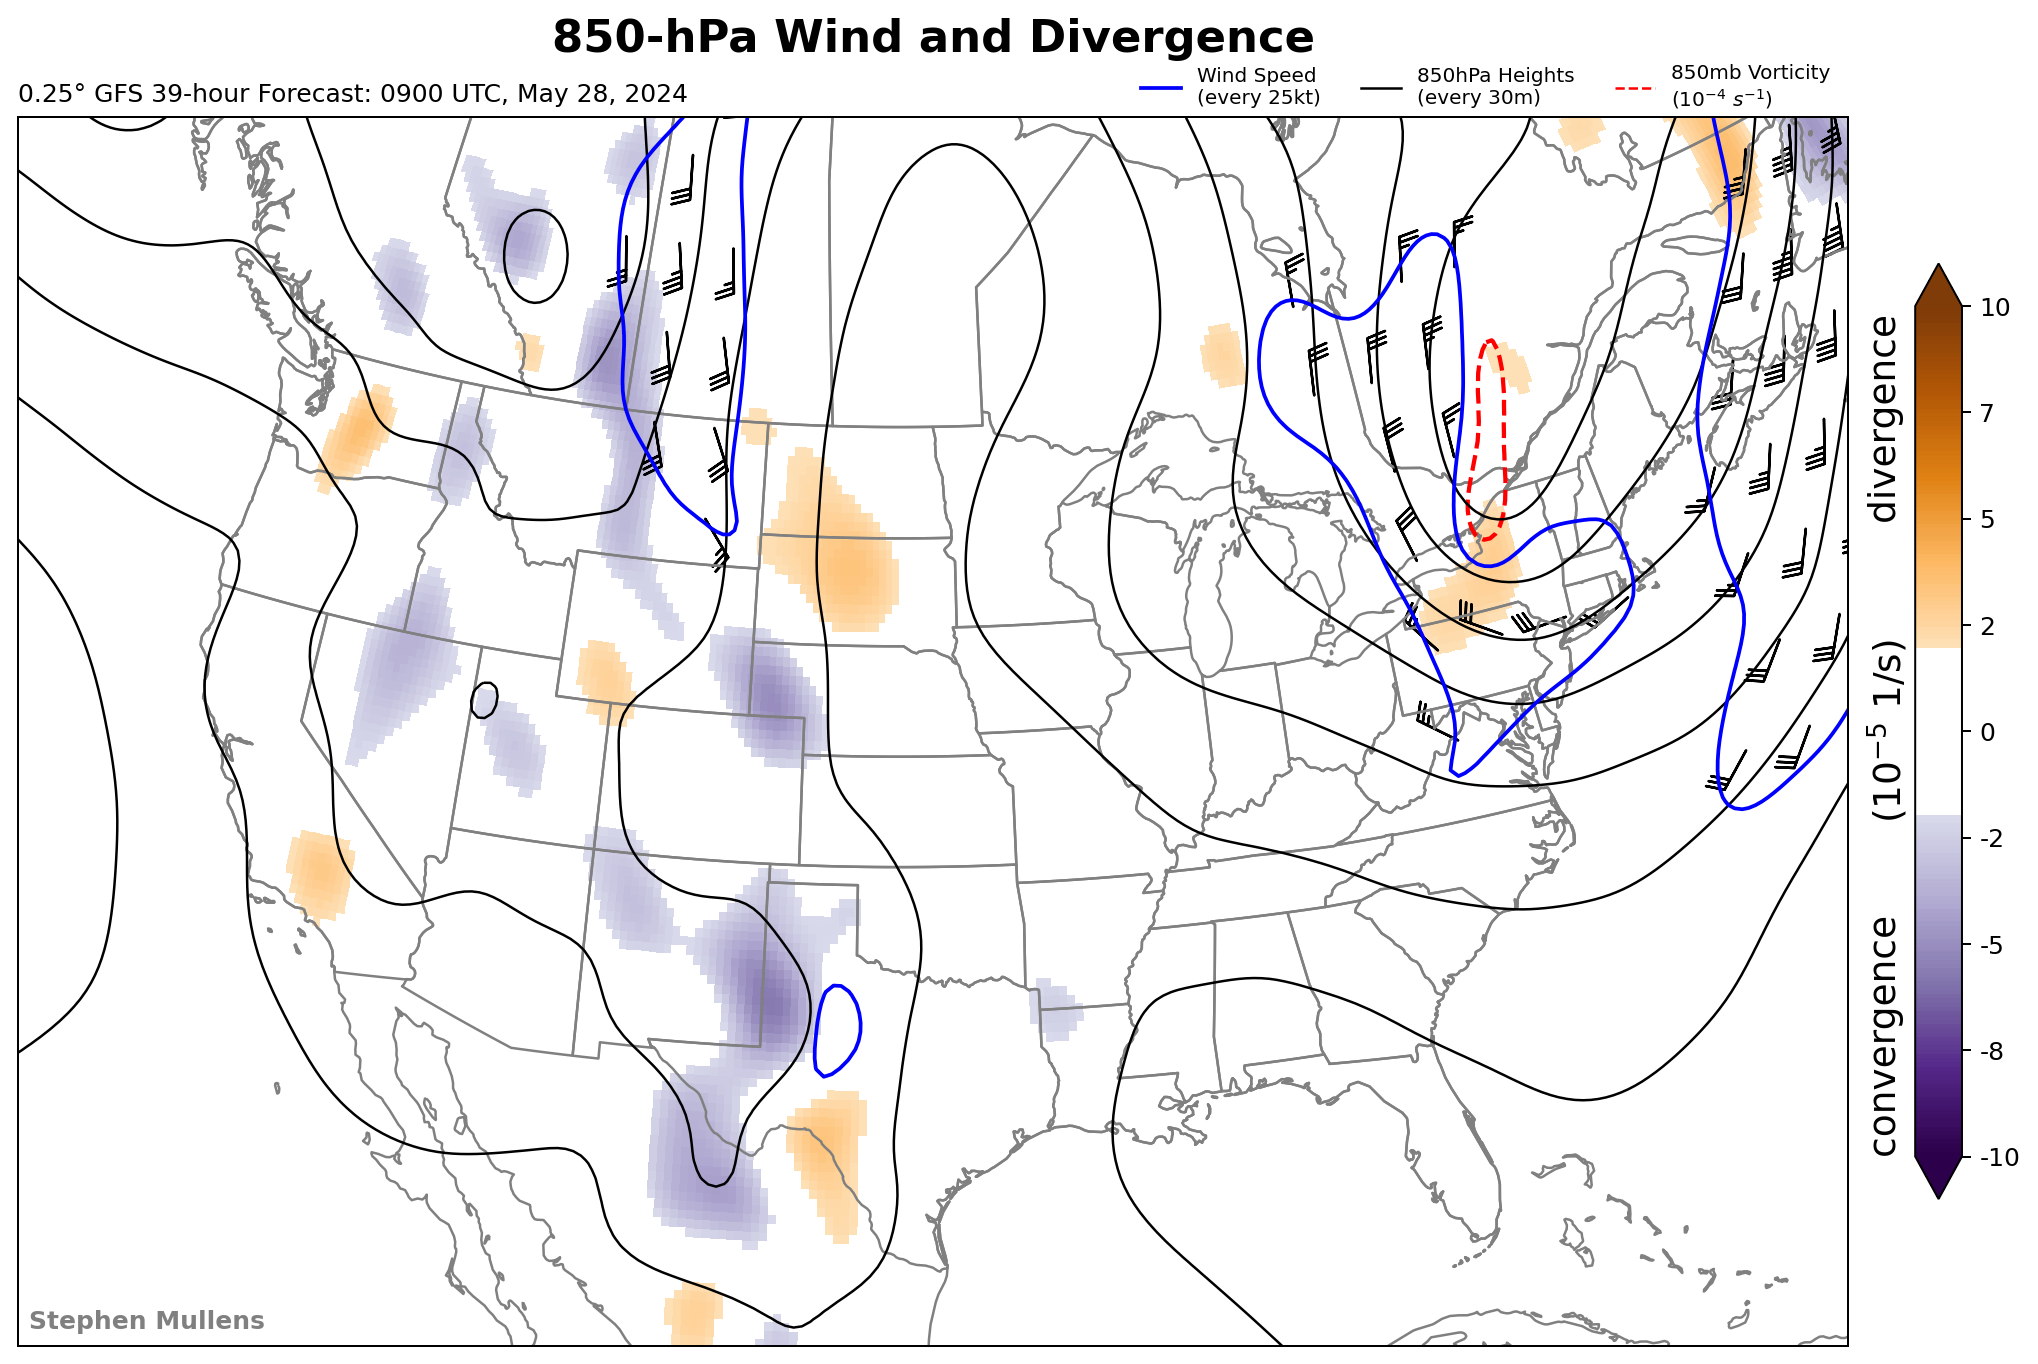 850-hPa Wind and Divergence
0.25° GFS 39-hour Forecast: 0900 UTC, May 28, 2024
Wind Speed
(every 25kt)
850hPa Heights
(every 30m)
850mb Vorticity
(10⁻⁴ s⁻¹)
10
7
5
2
0
-2
-5
-8
-10
convergence (10⁻⁵ 1/s) divergence
Stephen Mullens